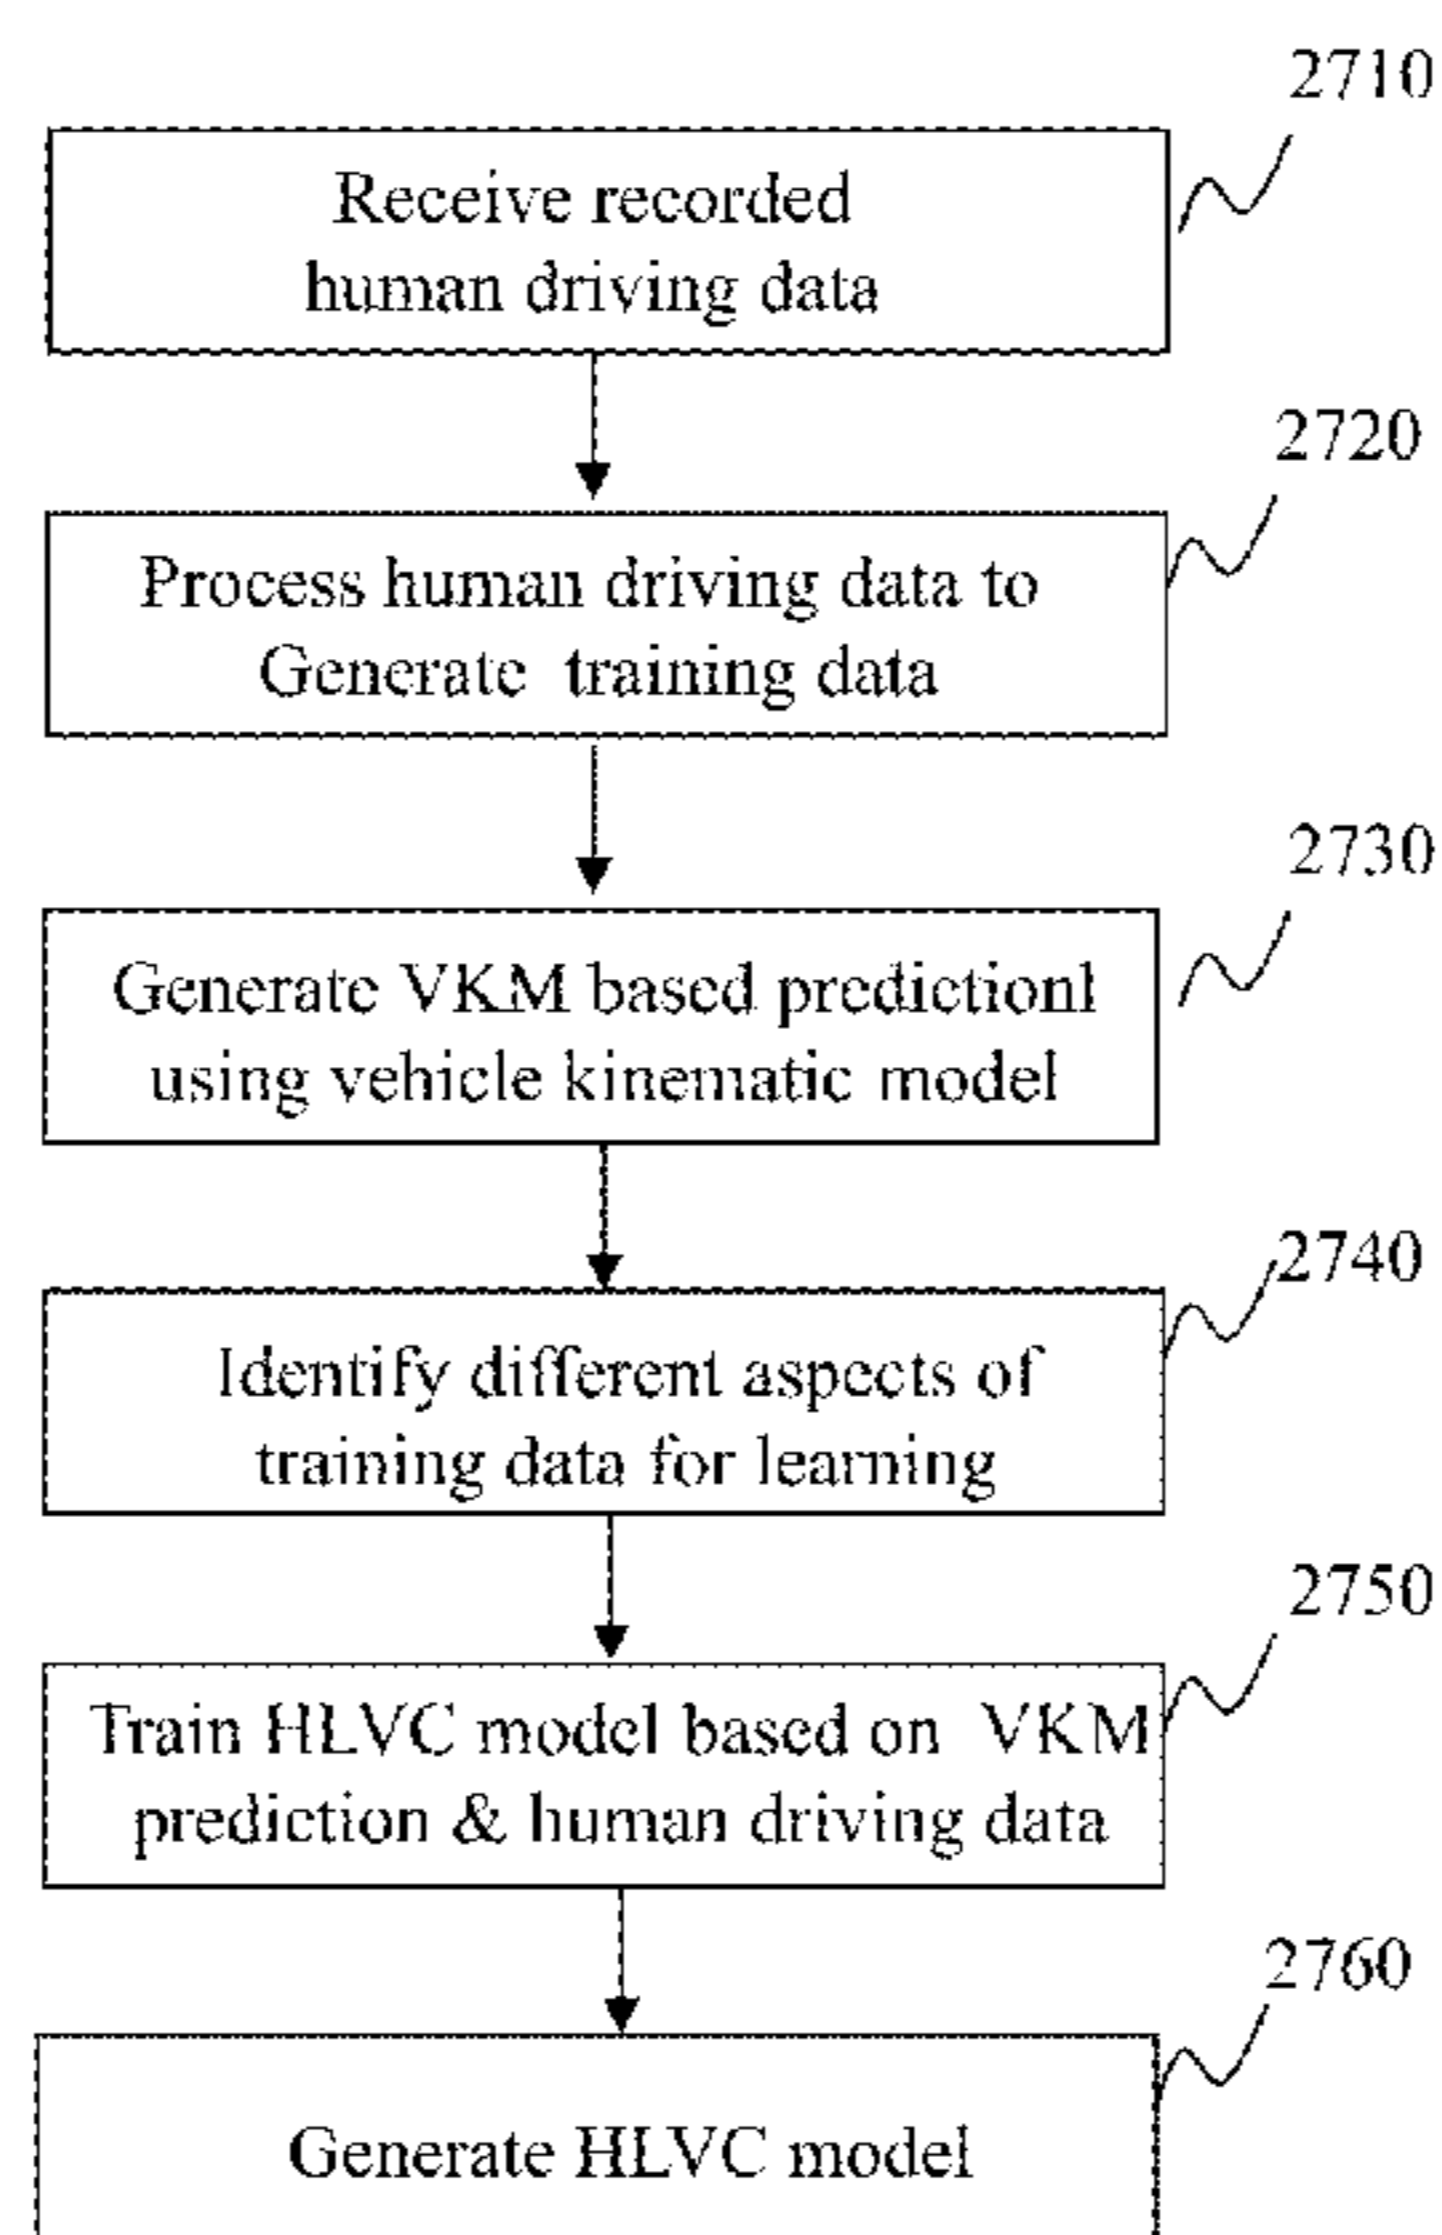 2710
Receive recorded
human driving data
2720
Process human driving data to
Generate training data
2730
Generate VKM based predictionl
using vehicle kinematic model
2740
Identify different aspects of
training data for learning
2750
Train HLVC model based on VKM
prediction & human driving data
2760
Generate HLVC model